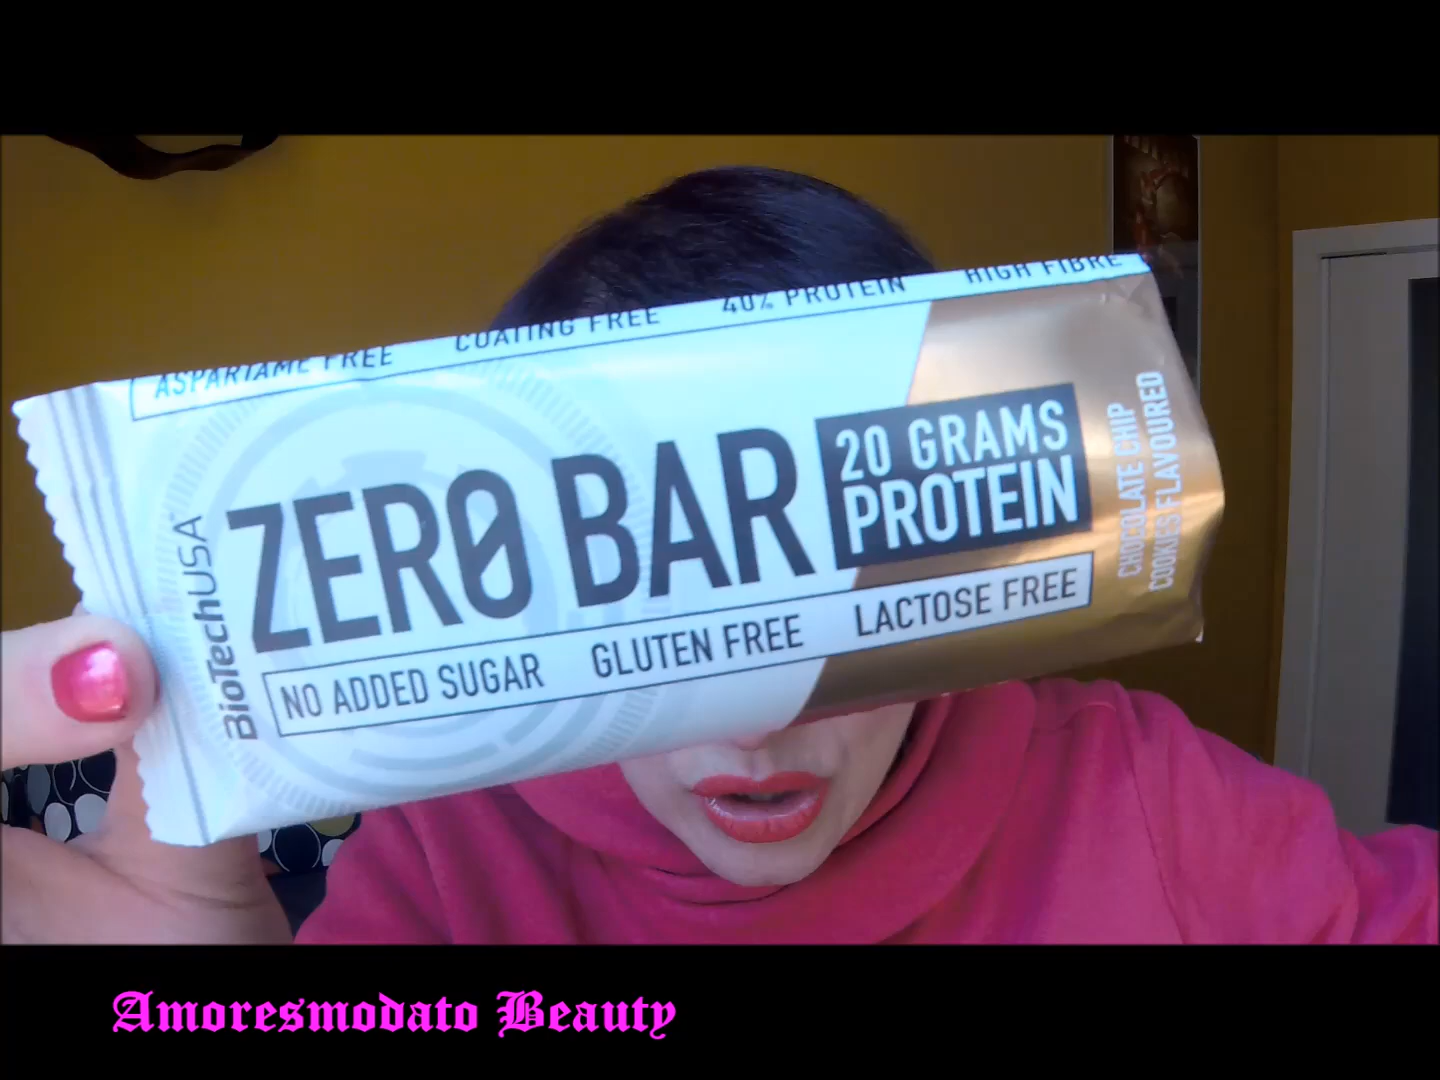 ASPARTAME FREE COATING FREE 40% PROTEIN HIGH FIBRE
BioTechUSA
ZERO BAR
20 GRAMS
PROTEIN
NO ADDED SUGAR GLUTEN FREE LACTOSE FREE
CHOCOLATE CHIP
COOKIES FLAVOURED
Amoresmodato Beauty